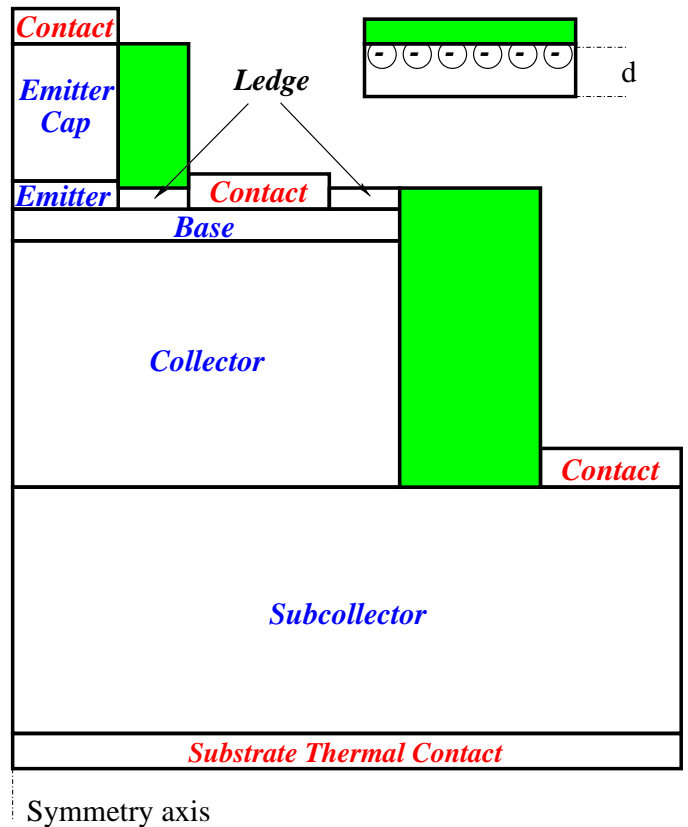 Contact
Emitter
Cap
Ledge
- - - - - -
d
Emitter
Contact
Base
Collector
Contact
Subcollector
Substrate Thermal Contact
Symmetry axis